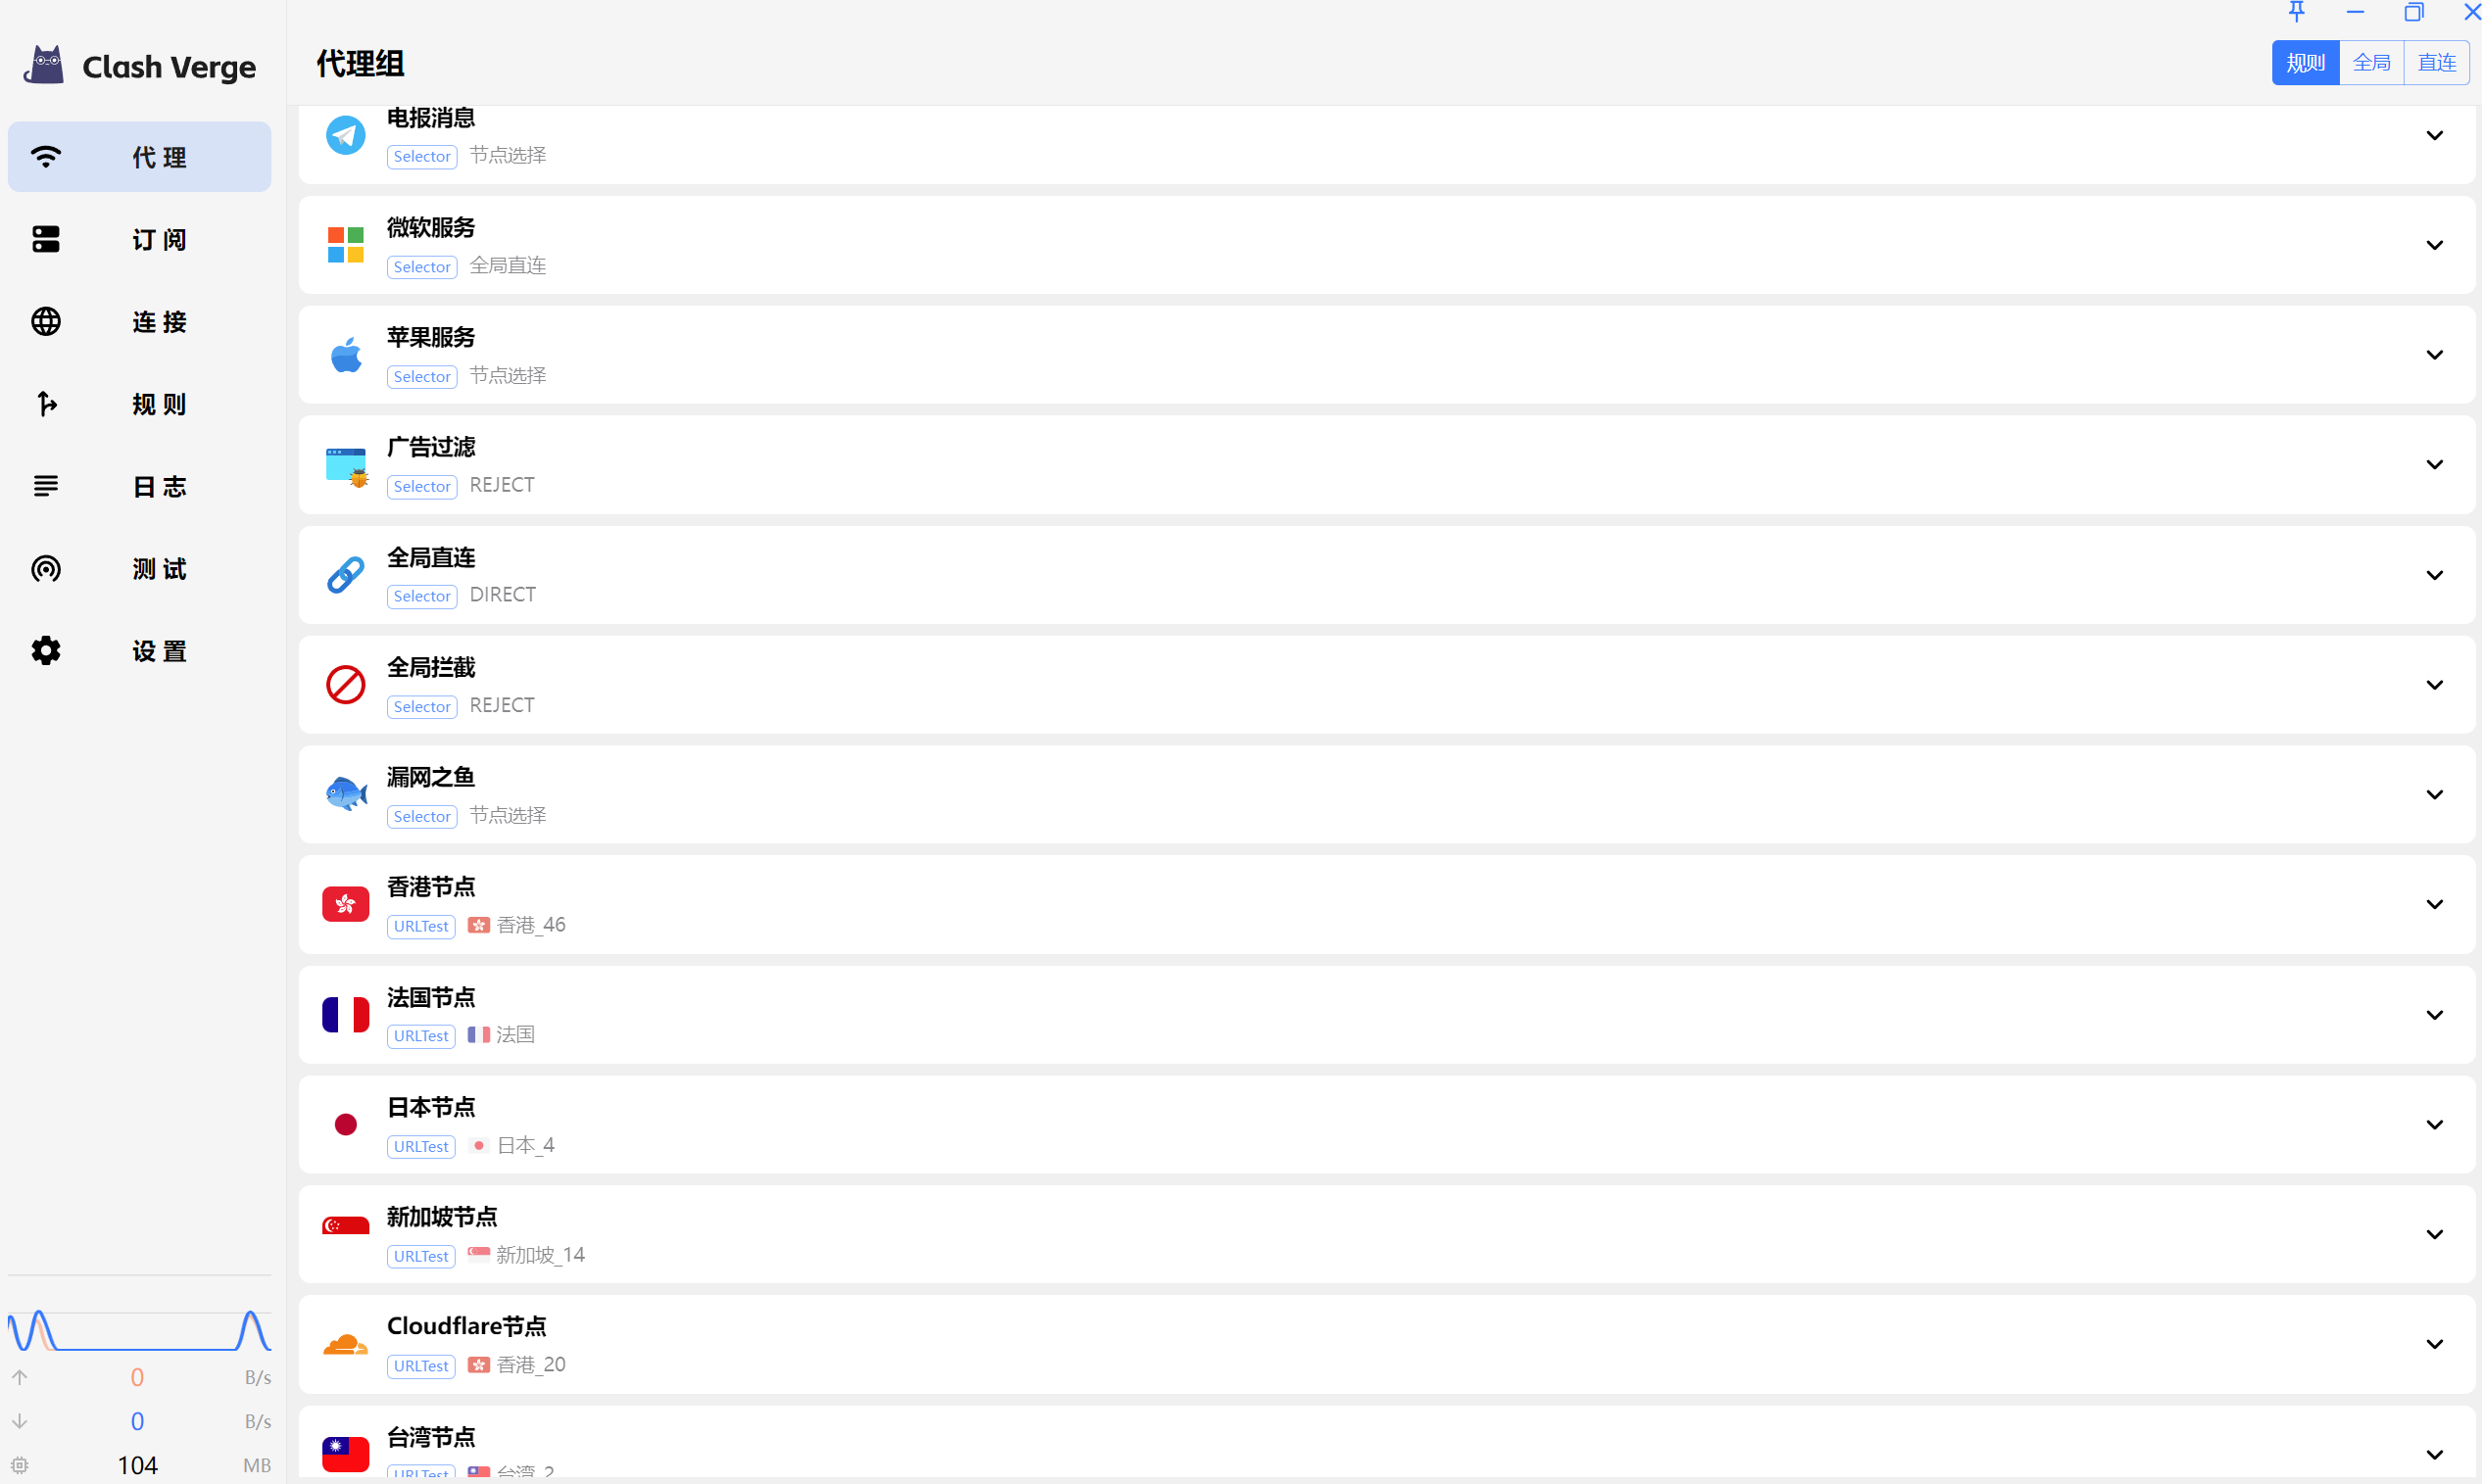 Clash Verge
代 理
订 阅
连 接
规 则
日 志
测 试
设 置
0 B/s
0 B/s
104 MB
代理组
规则 全局 直连
电报消息
Selector 节点选择
微软服务
Selector 全局直连
苹果服务
Selector 节点选择
广告过滤
Selector REJECT
全局直连
Selector DIRECT
全局拦截
Selector REJECT
漏网之鱼
Selector 节点选择
香港节点
URLTest 香港_46
法国节点
URLTest 法国
日本节点
URLTest 日本_4
新加坡节点
URLTest 新加坡_14
Cloudflare节点
URLTest 香港_20
台湾节点
URLTest 台湾_2